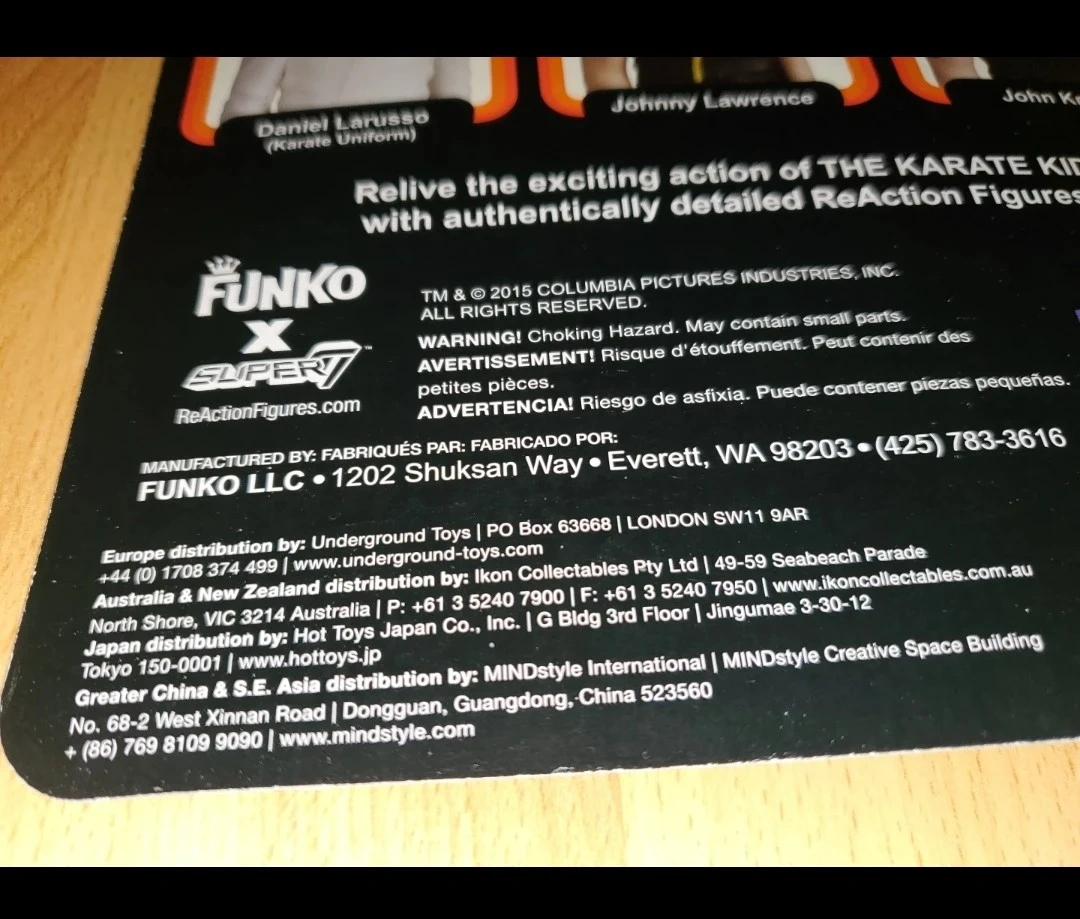 Daniel Larusso
(Karate Uniform)
Johnny Lawrence
John
Relive the exciting action of THE KARATE KID
with authentically detailed ReAction Figures
FUNKO
X
SUPER7™
ReActionFigures.com
TM & © 2015 COLUMBIA PICTURES INDUSTRIES, INC.
ALL RIGHTS RESERVED.
WARNING! Choking Hazard. May contain small parts.
AVERTISSEMENT! Risque d'étouffement. Peut contenir des
petites pièces.
ADVERTENCIA! Riesgo de asfixia. Puede contener piezas pequeñas.
MANUFACTURED BY: FABRIQUÉS PAR: FABRICADO POR:
FUNKO LLC • 1202 Shuksan Way • Everett, WA 98203 • (425) 783-3616
Europe distribution by: Underground Toys | PO Box 63668 | LONDON SW11 9AR
+44 (0) 1708 374 499 | www.underground-toys.com
Australia & New Zealand distribution by: Ikon Collectables Pty Ltd | 49-59 Seabeach Parade
North Shore, VIC 3214 Australia | P: +61 3 5240 7900 | F: +61 3 5240 7950 | www.ikoncollectables.com.au
Japan distribution by: Hot Toys Japan Co., Inc. | G Bldg 3rd Floor | Jingumae 3-30-12
Tokyo 150-0001 | www.hottoys.jp
Greater China & S.E. Asia distribution by: MINDstyle International | MINDstyle Creative Space Building
No. 68-2 West Xinnan Road | Dongguan, Guangdong, China 523560
+ (86) 769 8109 9090 | www.mindstyle.com